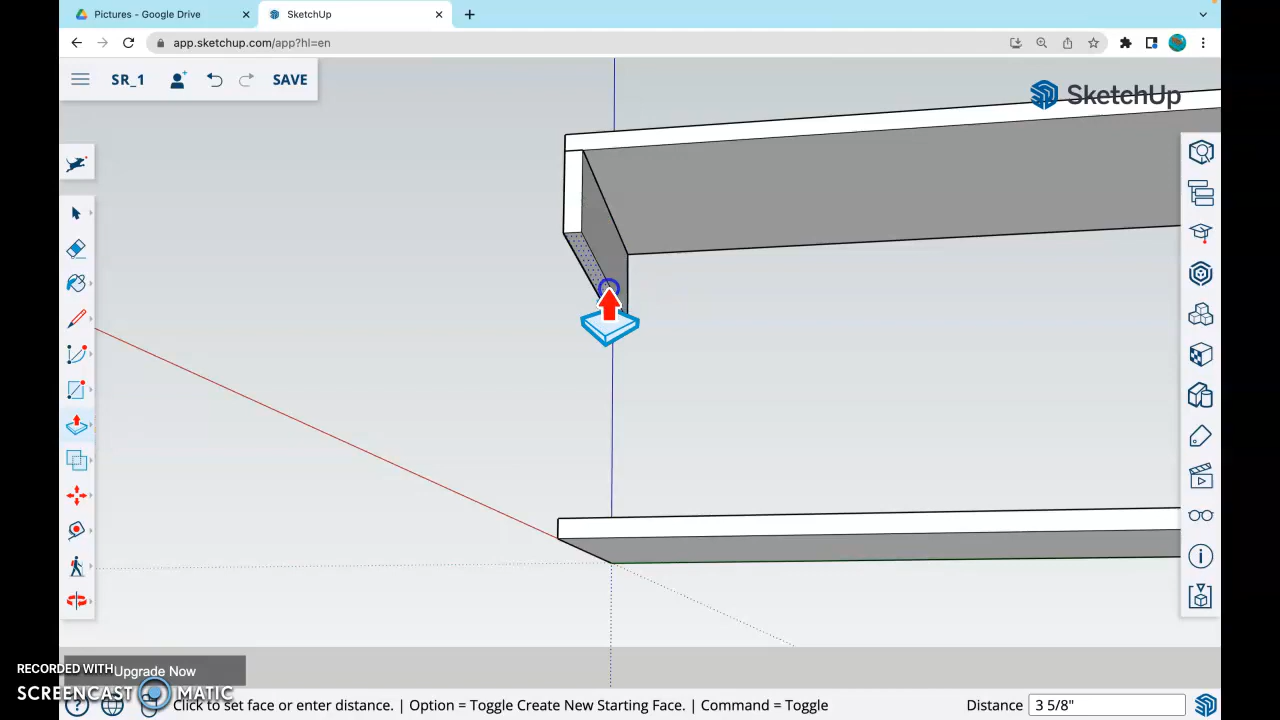 Pictures - Google Drive
SketchUp
app.sketchup.com/app?hl=en
SR_1
SAVE
SketchUp
RECORDED WITH
Upgrade Now
SCREENCAST MATIC
Click to set face or enter distance. | Option = Toggle Create New Starting Face. | Command = Toggle
Distance 3 5/8"